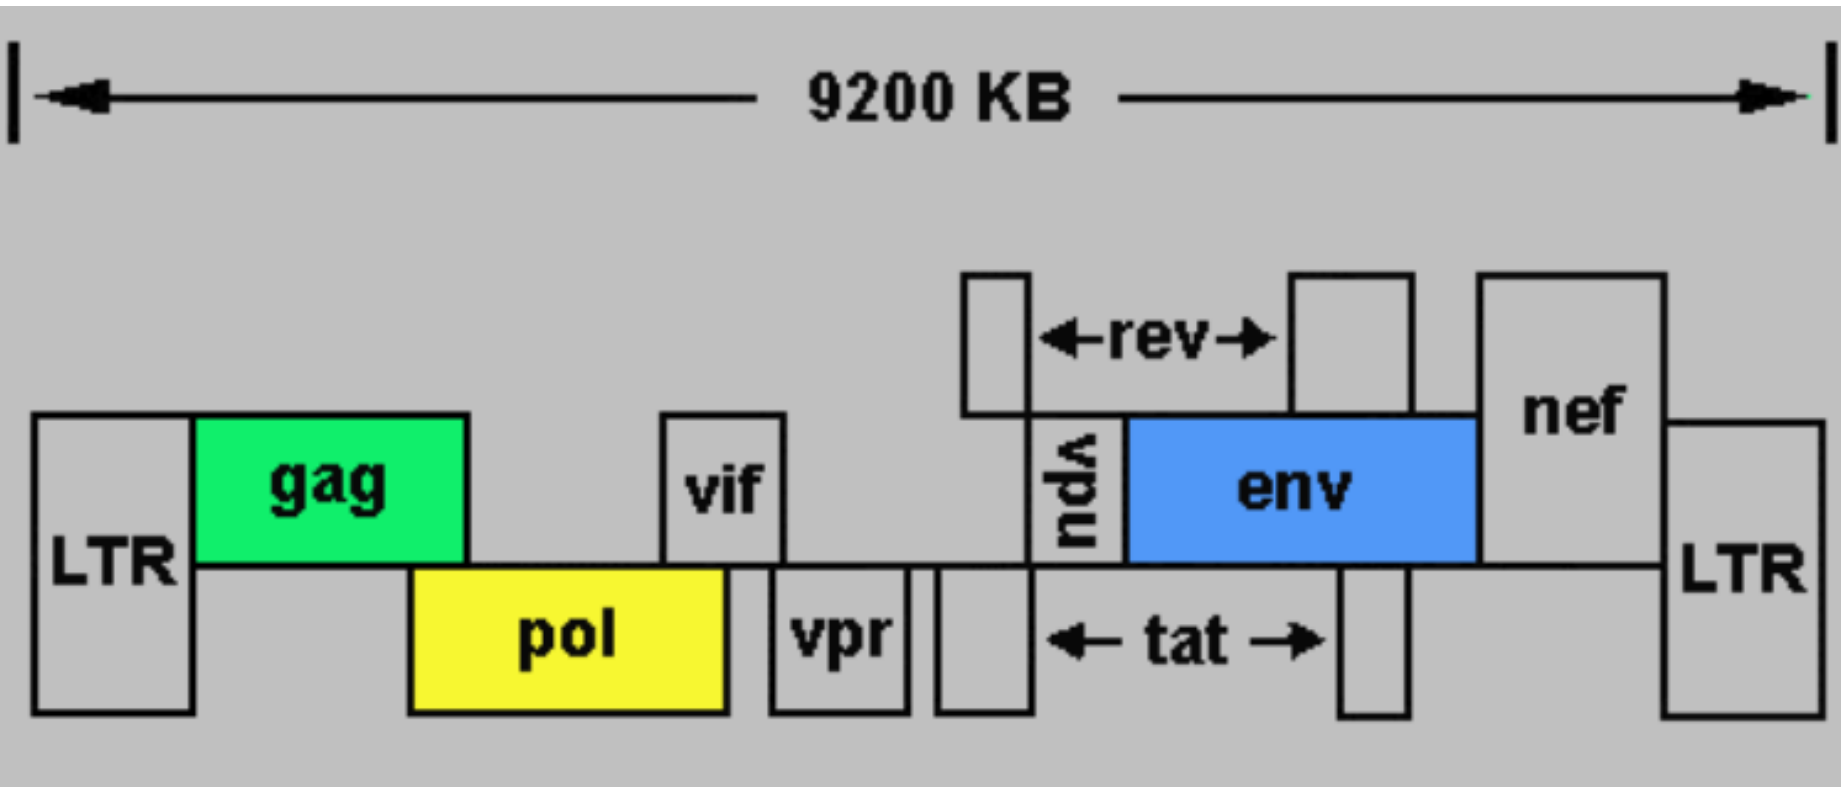 9200 KB
rev
nef
gag
vif
vpu
env
LTR
LTR
pol
vpr
tat